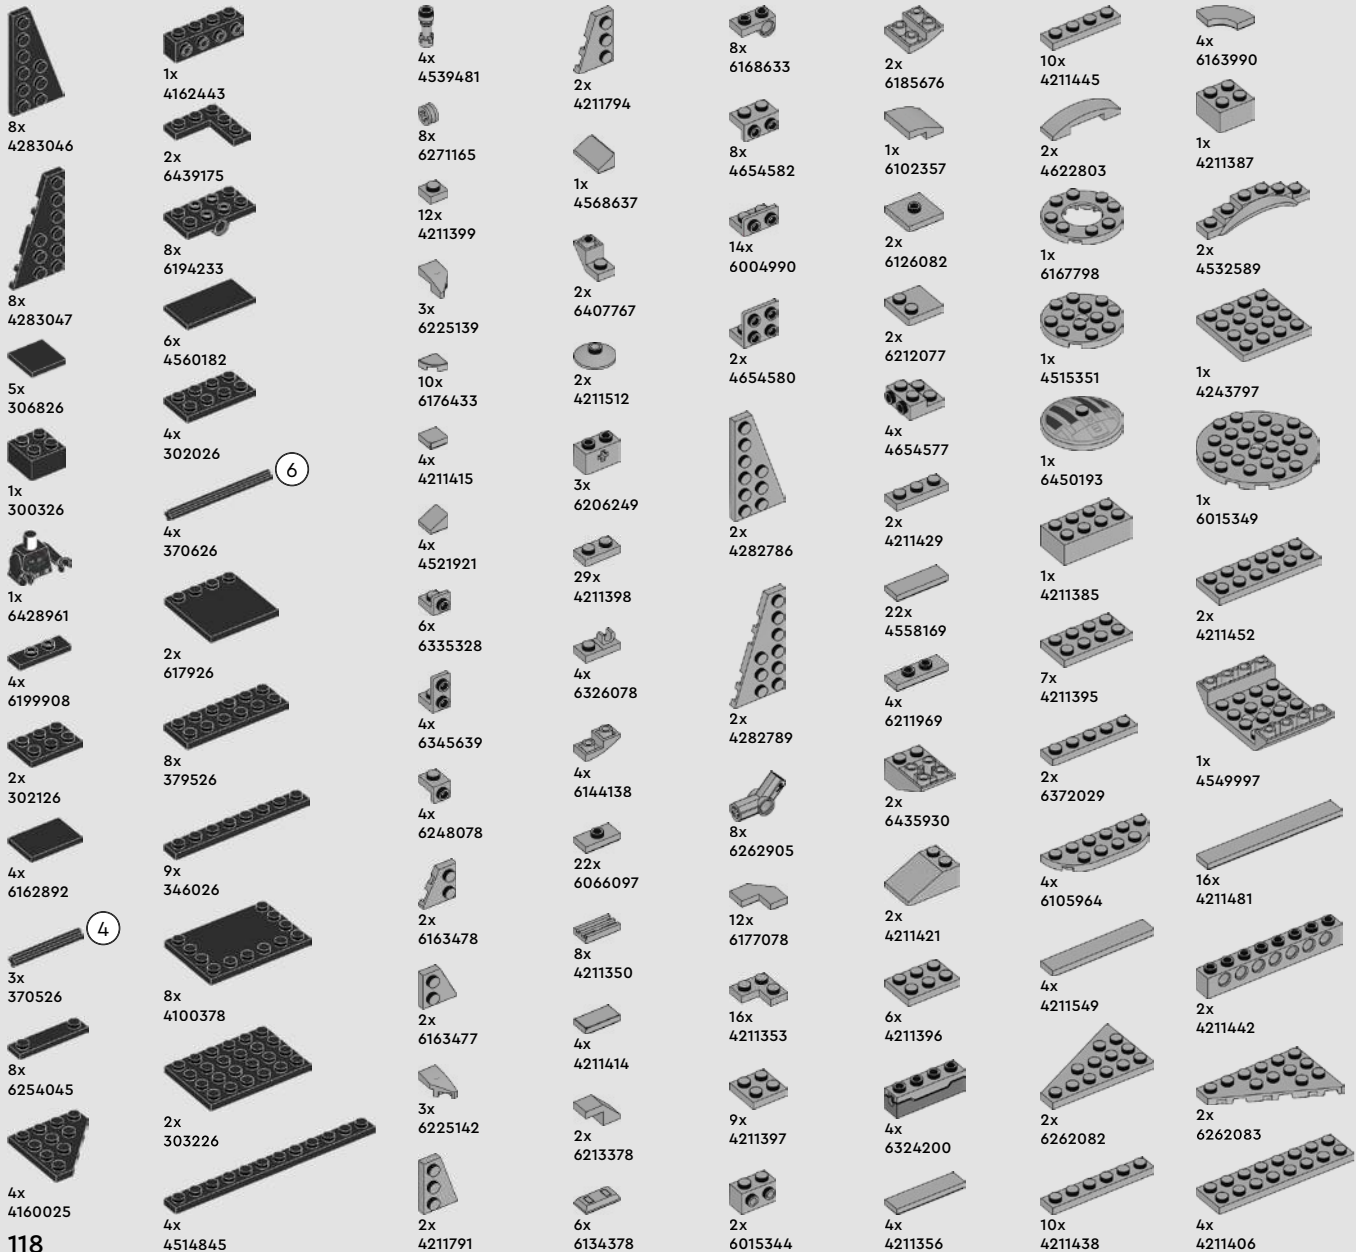 8x
4283046
8x
4283047
5x
306826
1x
300326
1x
6428961
4x
6199908
2x
302126
4x
6162892
4
3x
370526
8x
6254045
4x
4160025
1x
4162443
2x
6439175
8x
6194233
6x
4560182
4x
302026
6
4x
370626
2x
617926
8x
379526
9x
346026
8x
4100378
2x
303226
4x
4514845
4x
4539481
8x
6271165
12x
4211399
3x
6225139
10x
6176433
4x
4211415
4x
4521921
6x
6335328
4x
6345639
4x
6248078
2x
6163478
2x
6163477
3x
6225142
2x
4211791
2x
4211794
1x
4568637
2x
6407767
2x
4211512
3x
6206249
29x
4211398
4x
6326078
4x
6144138
22x
6066097
8x
4211350
4x
4211414
2x
6213378
6x
6134378
8x
6168633
8x
4654582
14x
6004990
2x
4654580
2x
4282786
2x
4282789
8x
6262905
12x
6177078
16x
4211353
9x
4211397
2x
6015344
2x
6185676
1x
6102357
2x
6126082
2x
6212077
4x
4654577
2x
4211429
22x
4558169
4x
6211969
2x
6435930
2x
4211421
6x
4211396
4x
6324200
4x
4211356
10x
4211445
2x
4622803
1x
6167798
1x
4515351
1x
6450193
1x
4211385
7x
4211395
2x
6372029
4x
6105964
4x
4211549
2x
6262082
10x
4211438
4x
6163990
1x
4211387
2x
4532589
1x
4243797
1x
6015349
2x
4211452
1x
4549997
16x
4211481
2x
4211442
2x
6262083
4x
4211406
118